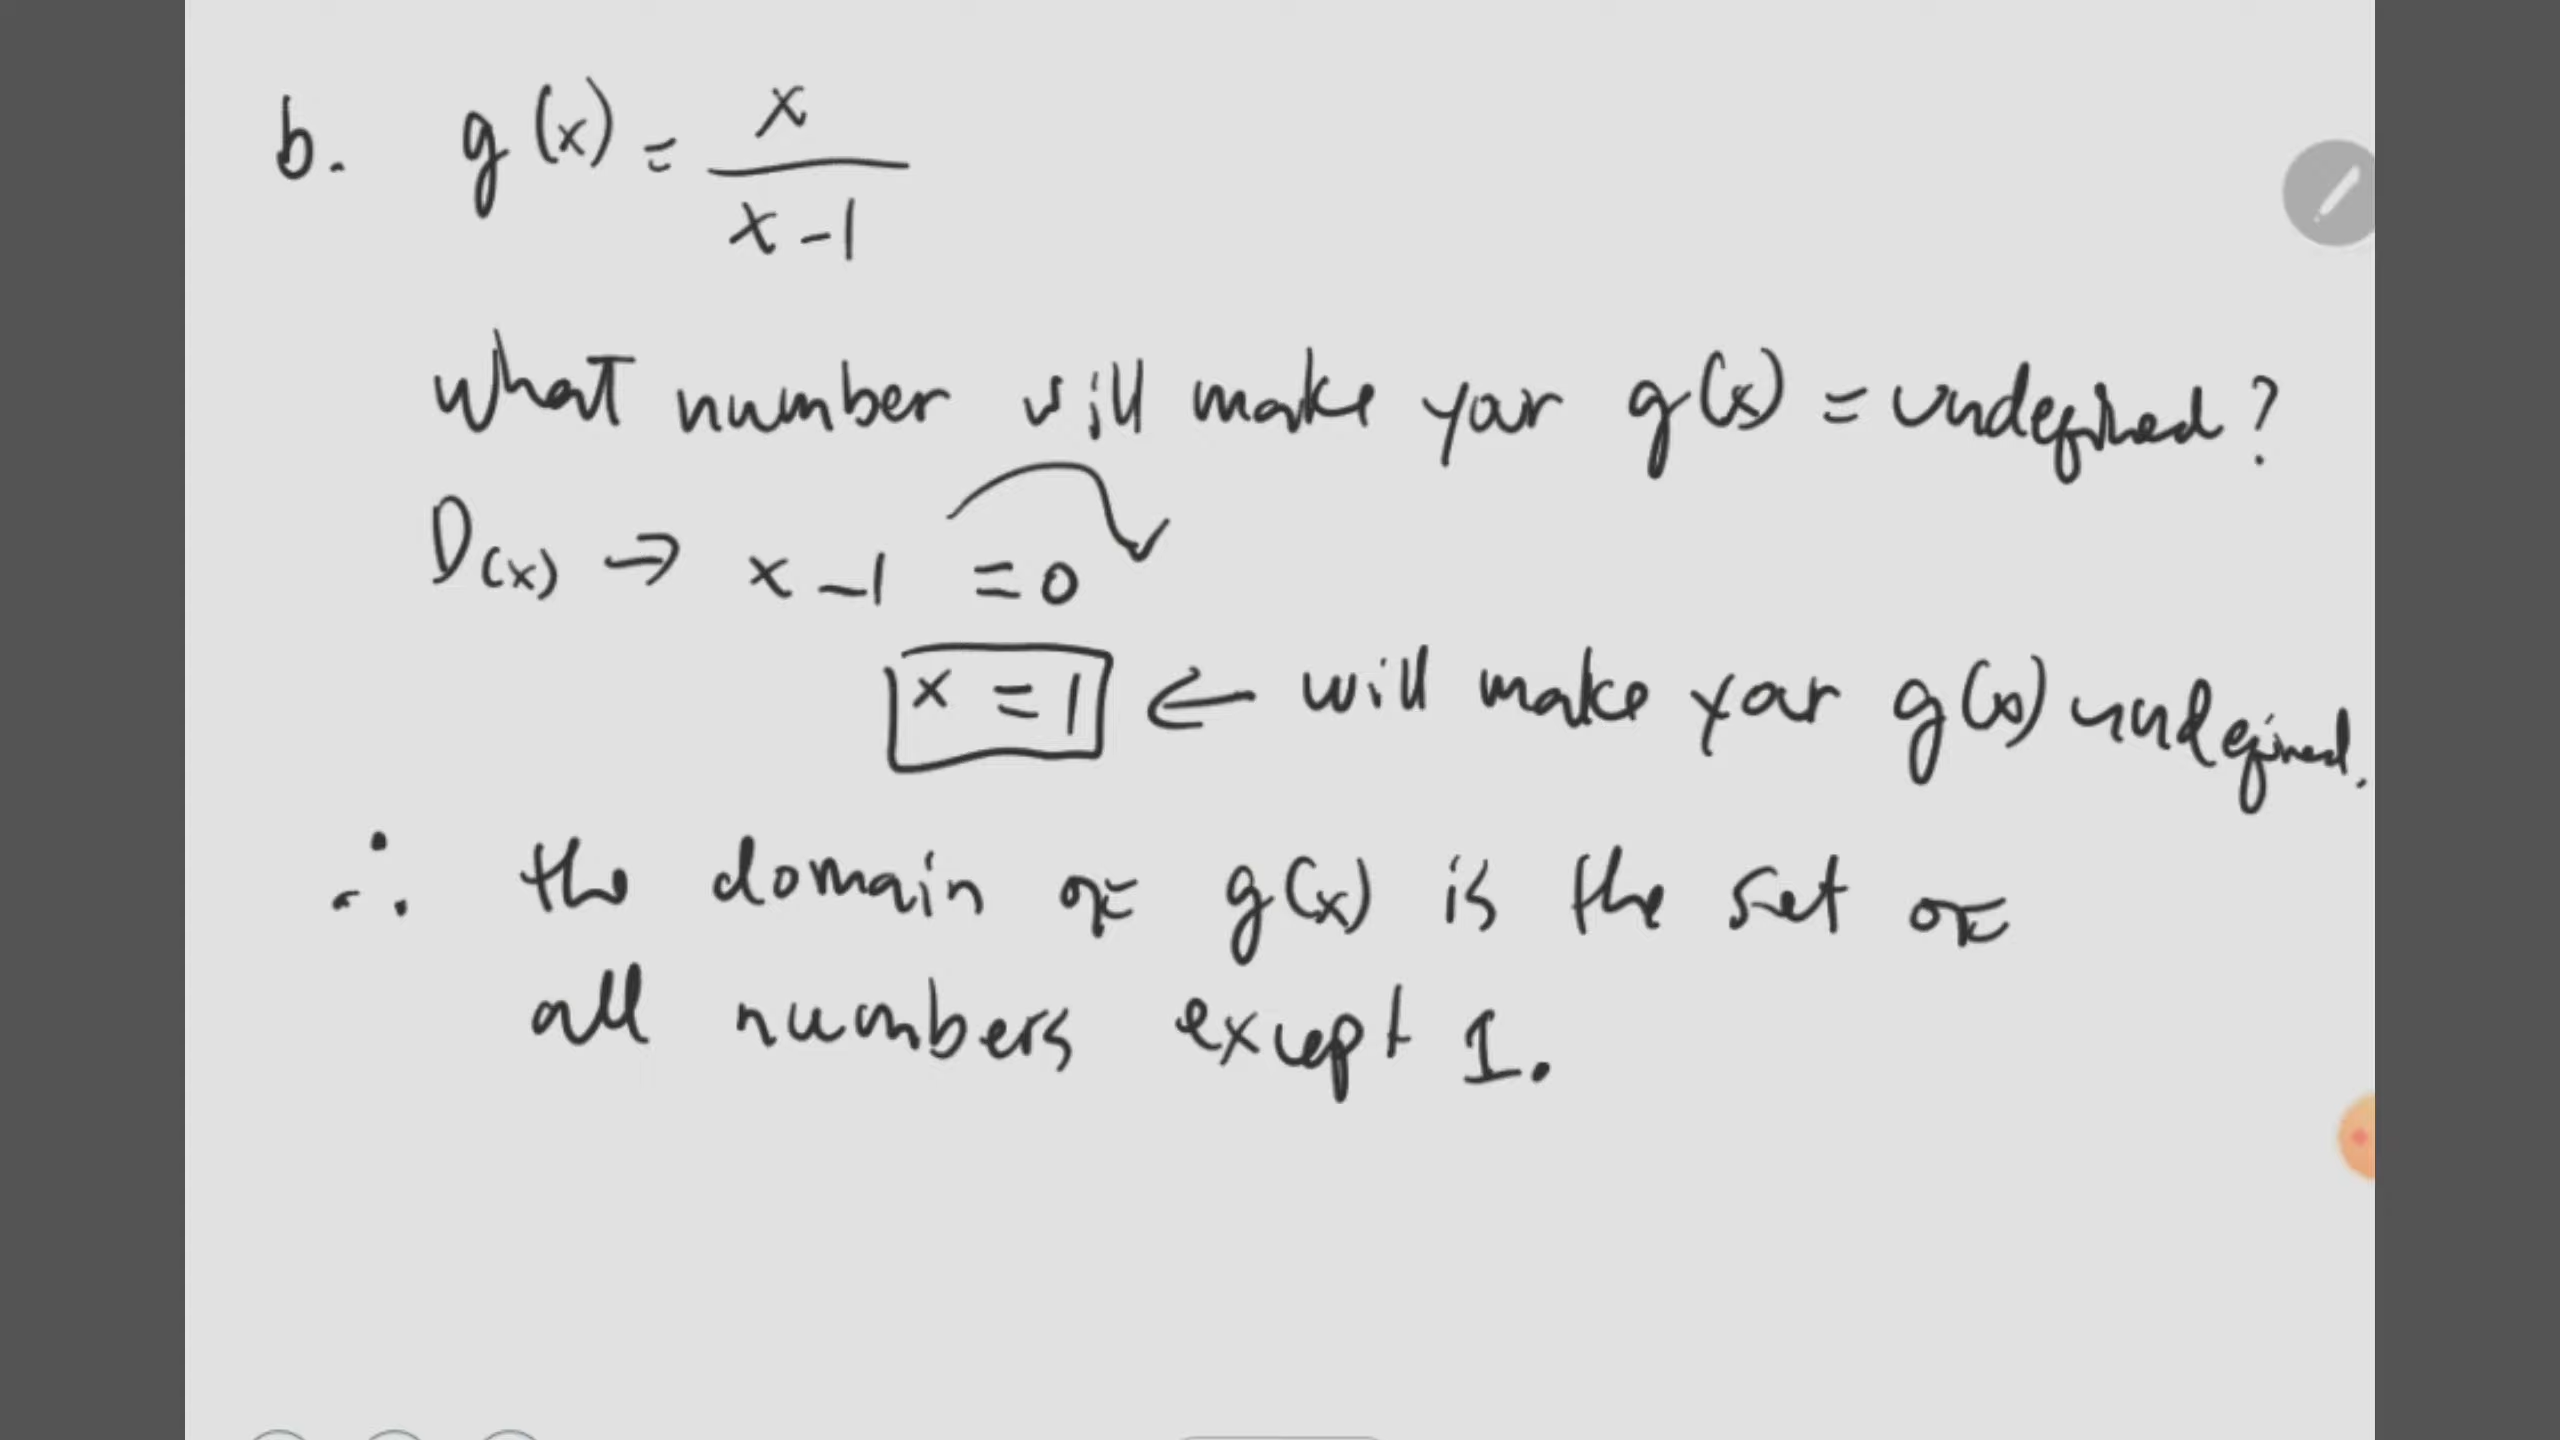 b. g(x) = x / x-1
What number will make your g(x) = undefined?
D(x) → x - 1 = 0
x = 1 ← will make your g(x) undefined.
∴ the domain of g(x) is the set of
all numbers except 1.